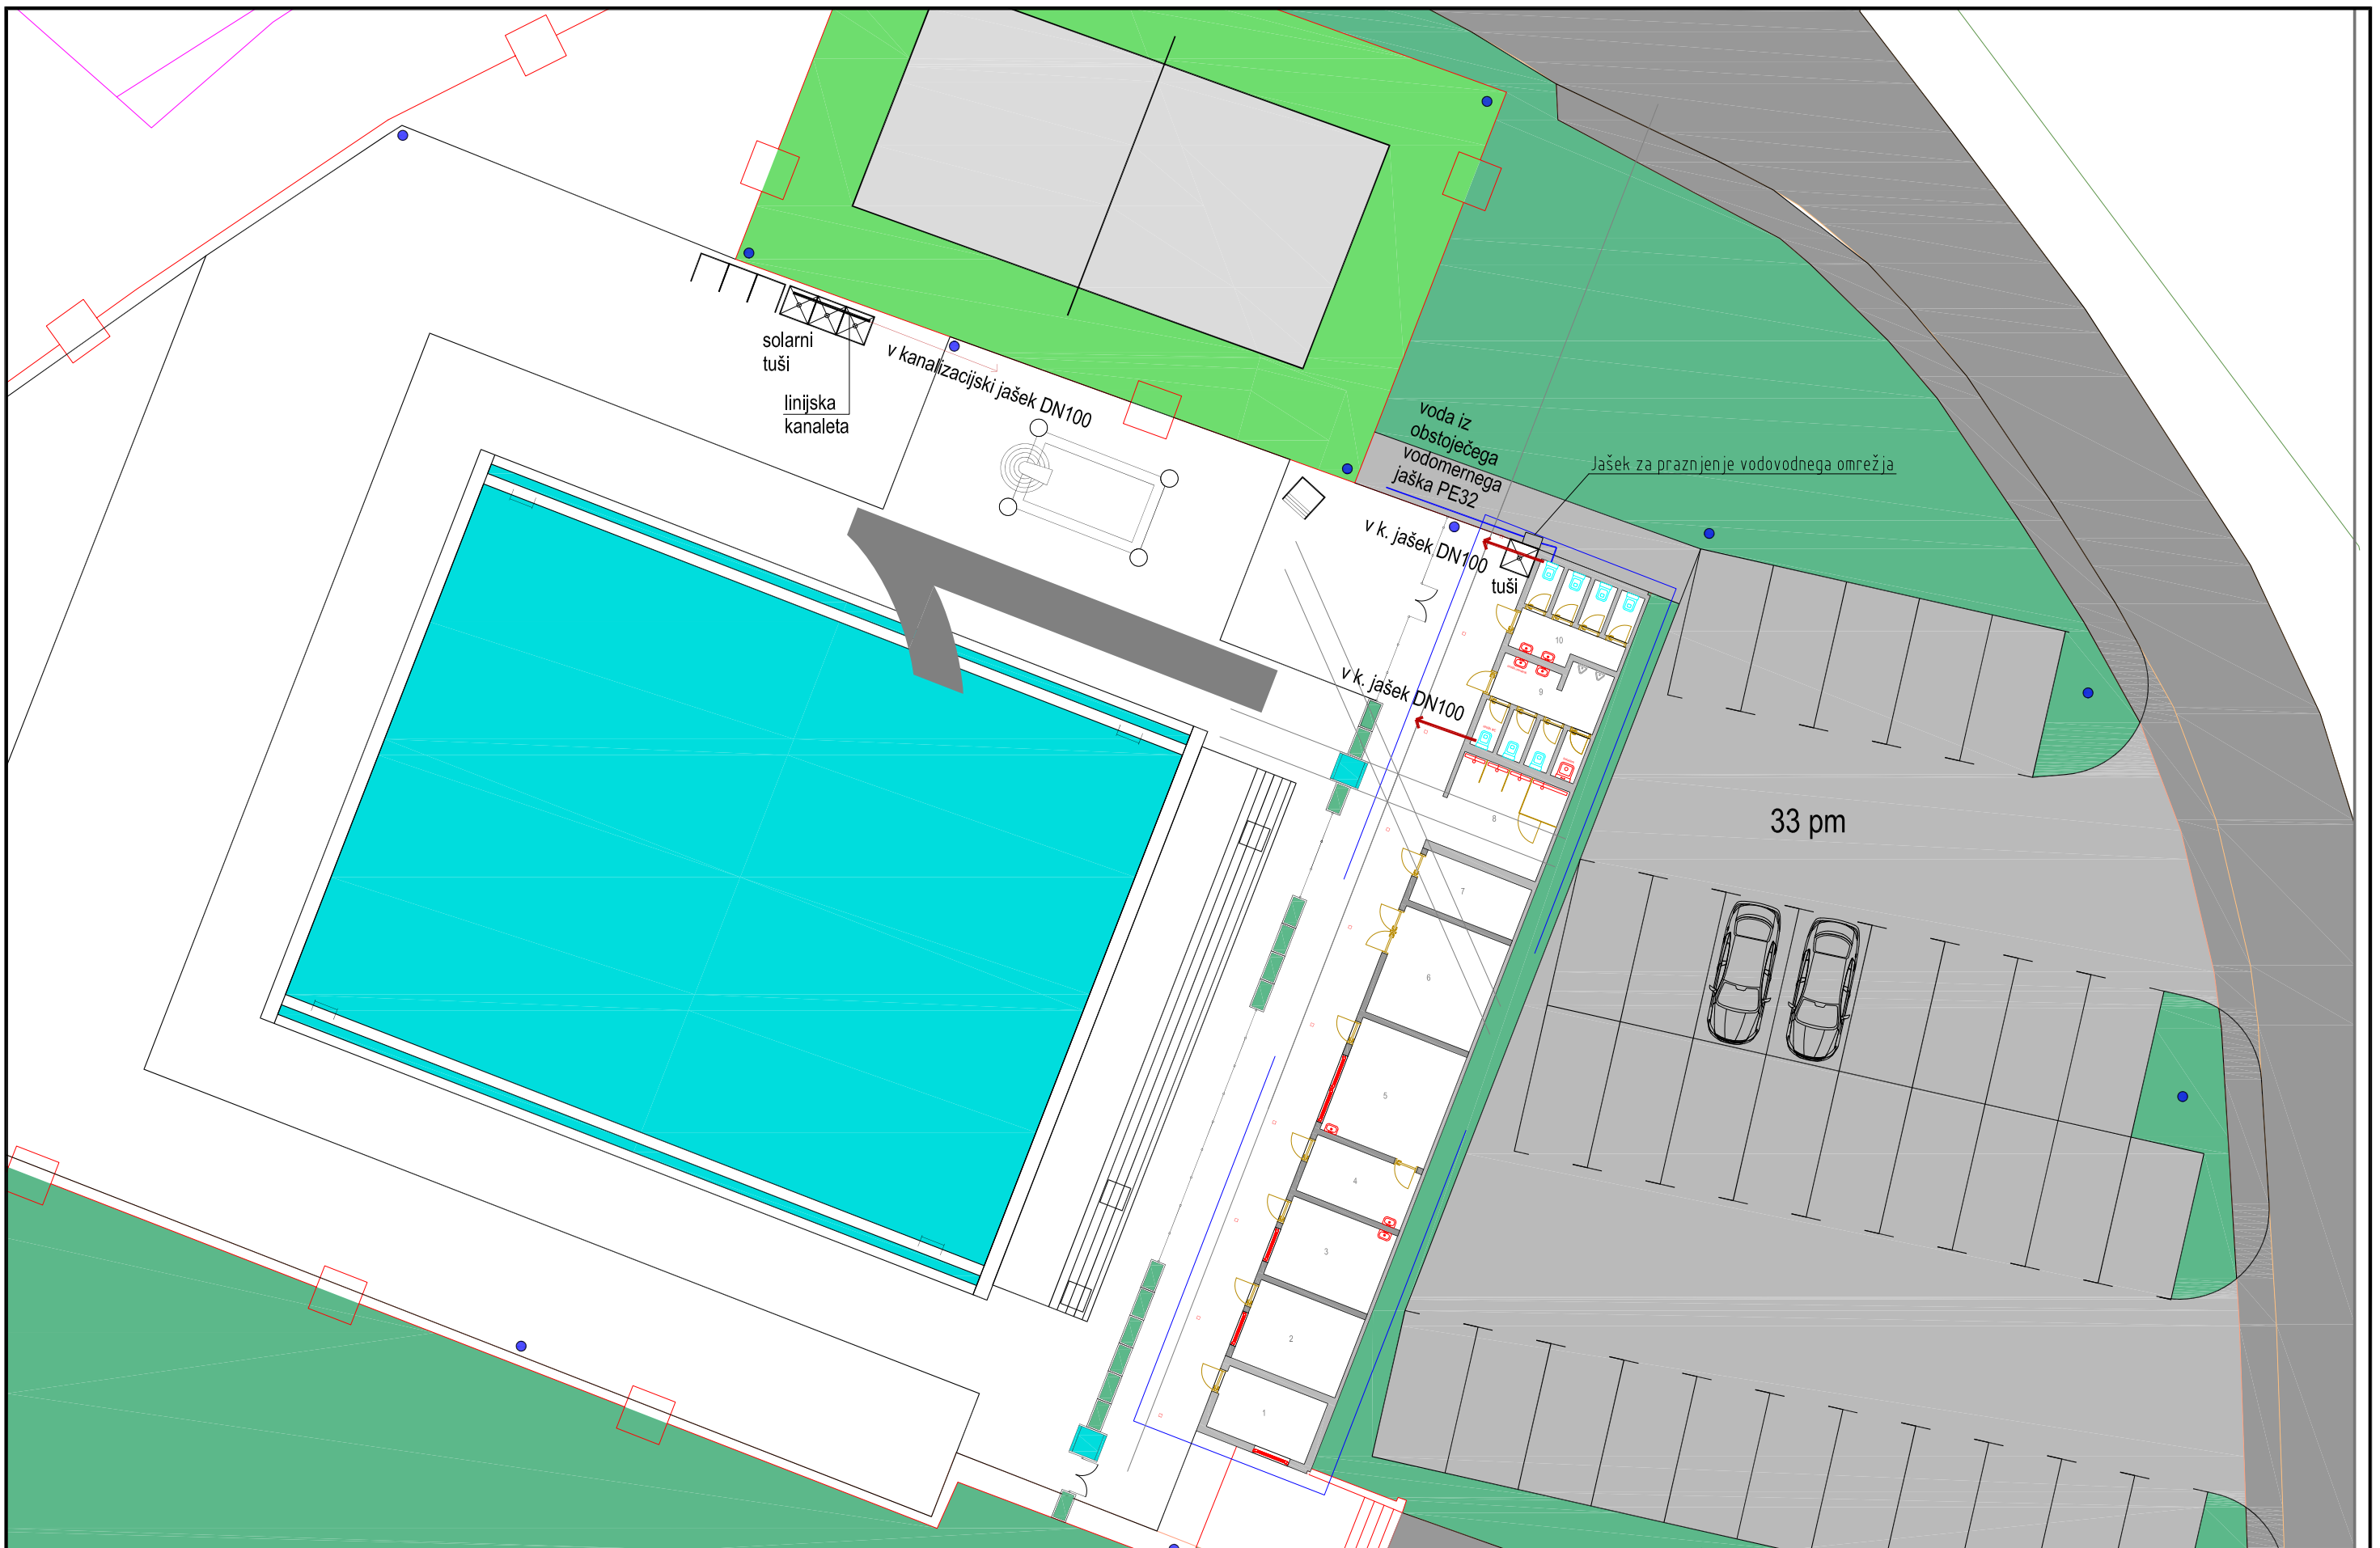 solarni
tuši
linijska
kanaleta
v kanalizacijski jašek DN100
voda iz
obstoječega
vodomernega
jaška PE32
Jašek za praznjenje vodovodnega omrežja
v k. jašek DN100
tuši
10
9
v k. jašek DN100
8
33 pm
7
6
5
4
3
2
1